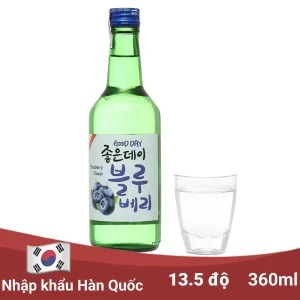 GOOD DAY
좋은데이
Blueberry
Flavor
블루
베리
Nhập khẩu Hàn Quốc
13.5 độ
360ml